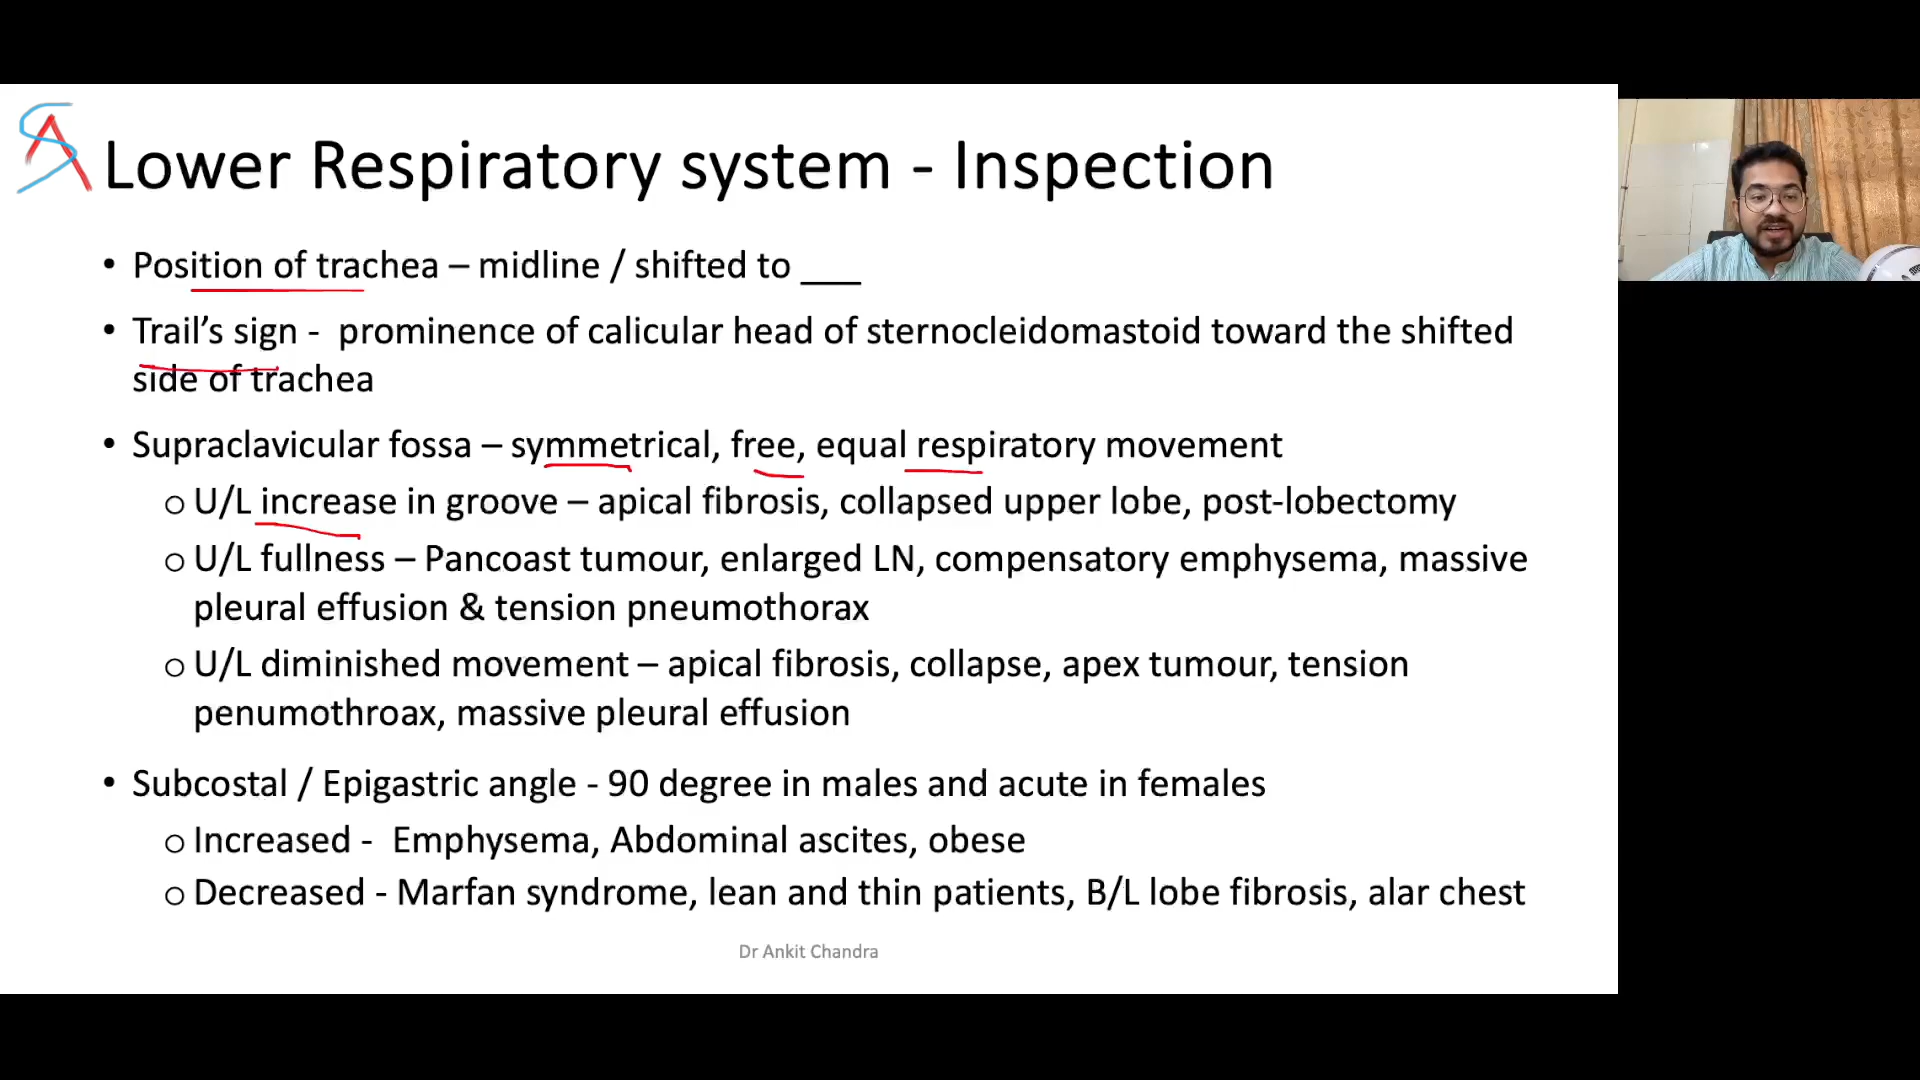 Lower Respiratory system - Inspection
• Position of trachea – midline / shifted to ___
• Trail’s sign - prominence of calicular head of sternocleidomastoid toward the shifted
side of trachea
• Supraclavicular fossa – symmetrical, free, equal respiratory movement
o U/L increase in groove – apical fibrosis, collapsed upper lobe, post-lobectomy
o U/L fullness – Pancoast tumour, enlarged LN, compensatory emphysema, massive
pleural effusion & tension pneumothorax
o U/L diminished movement – apical fibrosis, collapse, apex tumour, tension
penumothroax, massive pleural effusion
• Subcostal / Epigastric angle - 90 degree in males and acute in females
o Increased - Emphysema, Abdominal ascites, obese
o Decreased - Marfan syndrome, lean and thin patients, B/L lobe fibrosis, alar chest
Dr Ankit Chandra